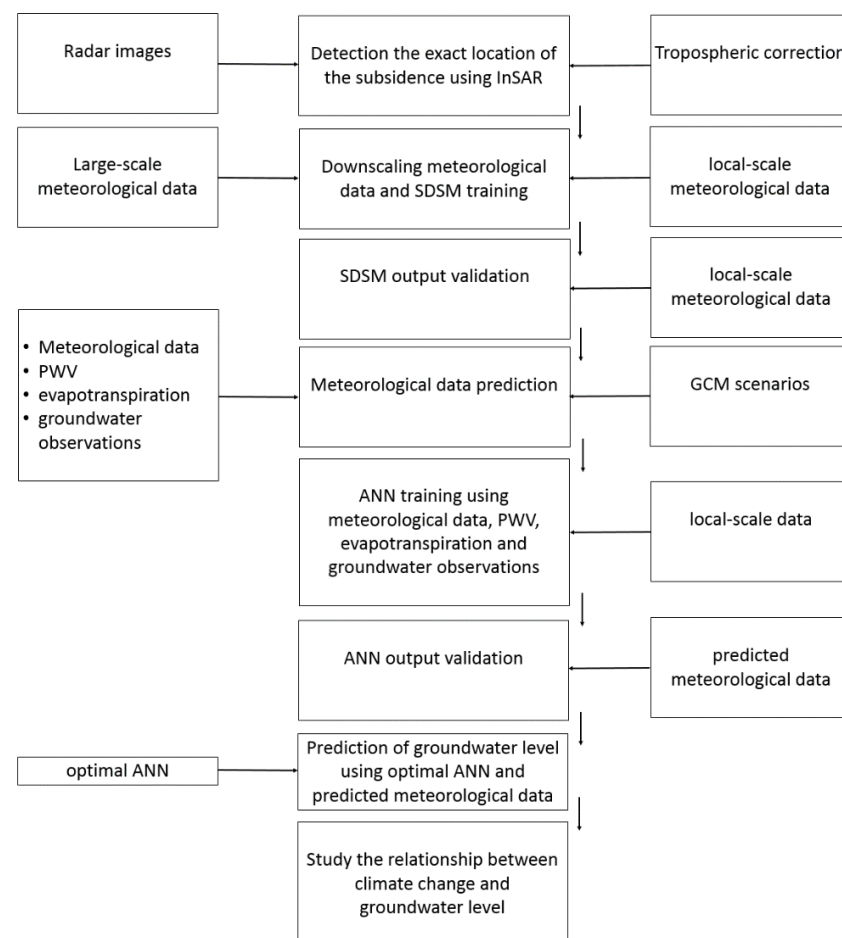 Radar images
Detection the exact location of
the subsidence using InSAR
Tropospheric correction
Large-scale
meteorological data
Downscaling meteorological
data and SDSM training
local-scale
meteorological data
SDSM output validation
local-scale
meteorological data
• Meteorological data
• PWV
• evapotranspiration
• groundwater
observations
Meteorological data prediction
GCM scenarios
ANN training using
meteorological data, PWV,
evapotranspiration and
groundwater observations
local-scale data
ANN output validation
predicted
meteorological data
optimal ANN
Prediction of groundwater level
using optimal ANN and
predicted meteorological data
Study the relationship between
climate change and
groundwater level